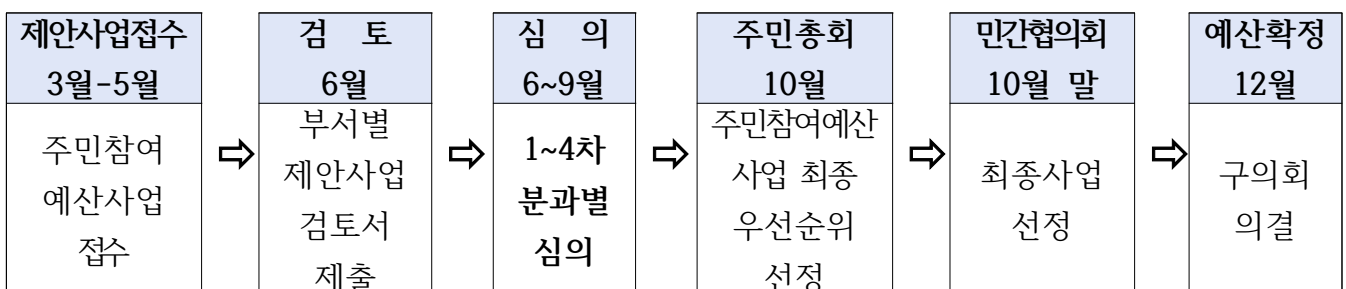 제안사업접수
3월-5월
주민참여
예산사업
접수
⇨
검 토
6월
부서별
제안사업
검토서
제출
⇨
심 의
6~9월
1~4차
분과별
심의
⇨
주민총회
10월
주민참여예산
사업 최종
우선순위
선정
⇨
민간협의회
10월 말
최종사업
선정
⇨
예산확정
12월
구의회
의결